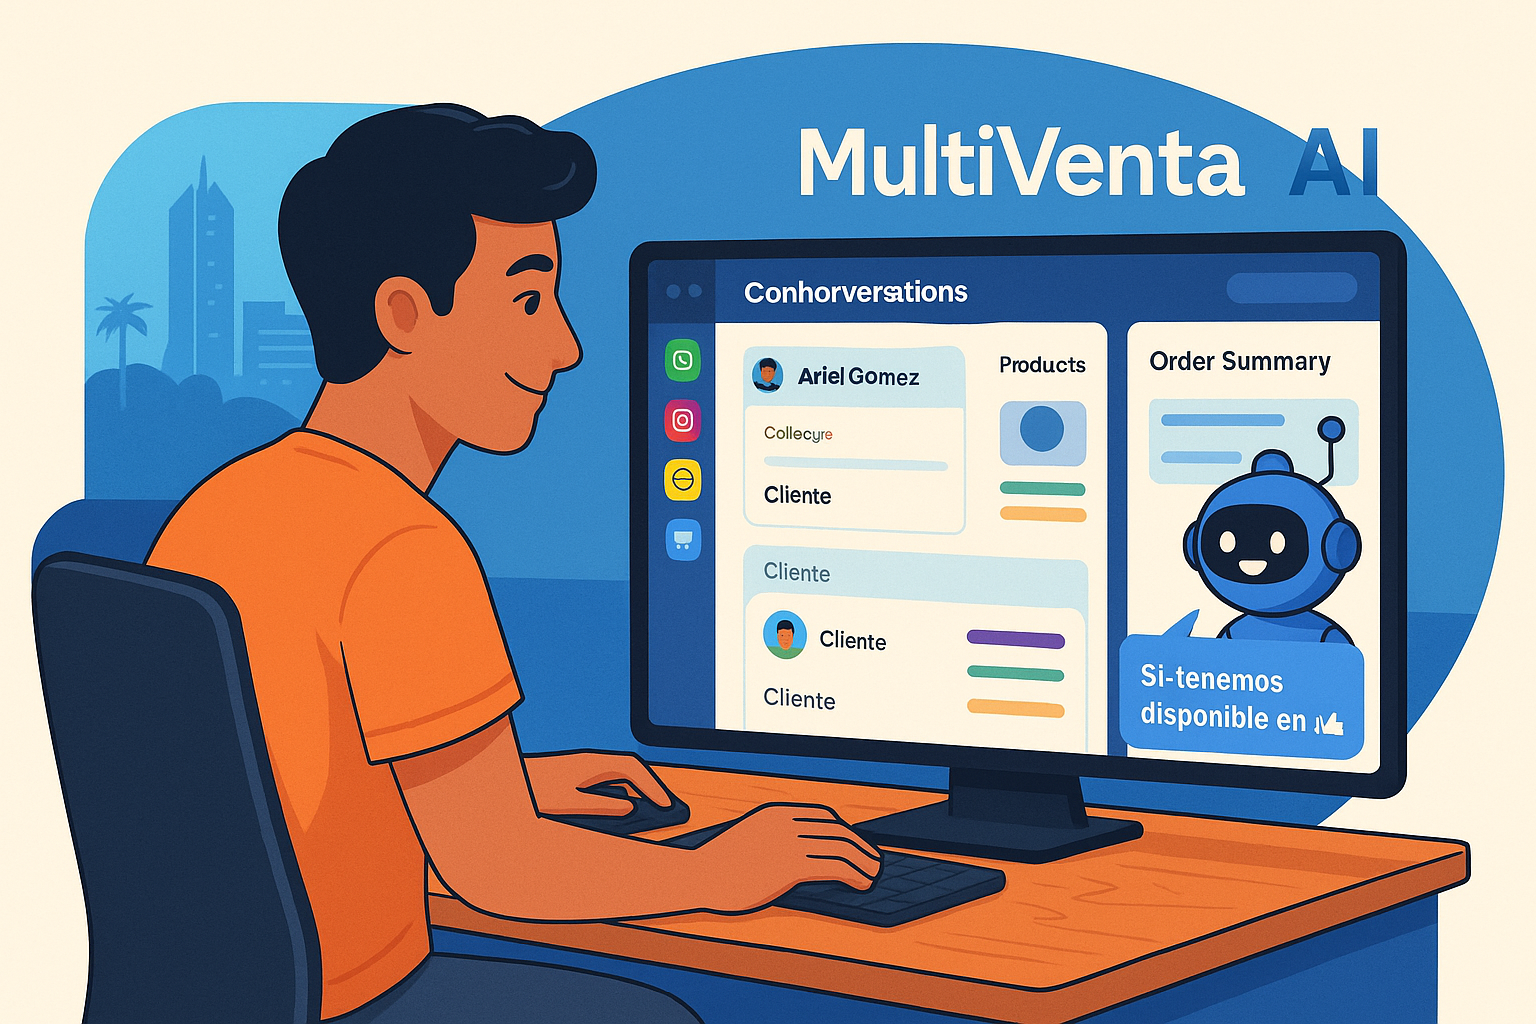 MultiVenta AI
Conhorversations
Ariel Gomez
Collecyre
Cliente
Products
Cliente
Cliente
Cliente
Order Summary
Si-tenemos
disponible en